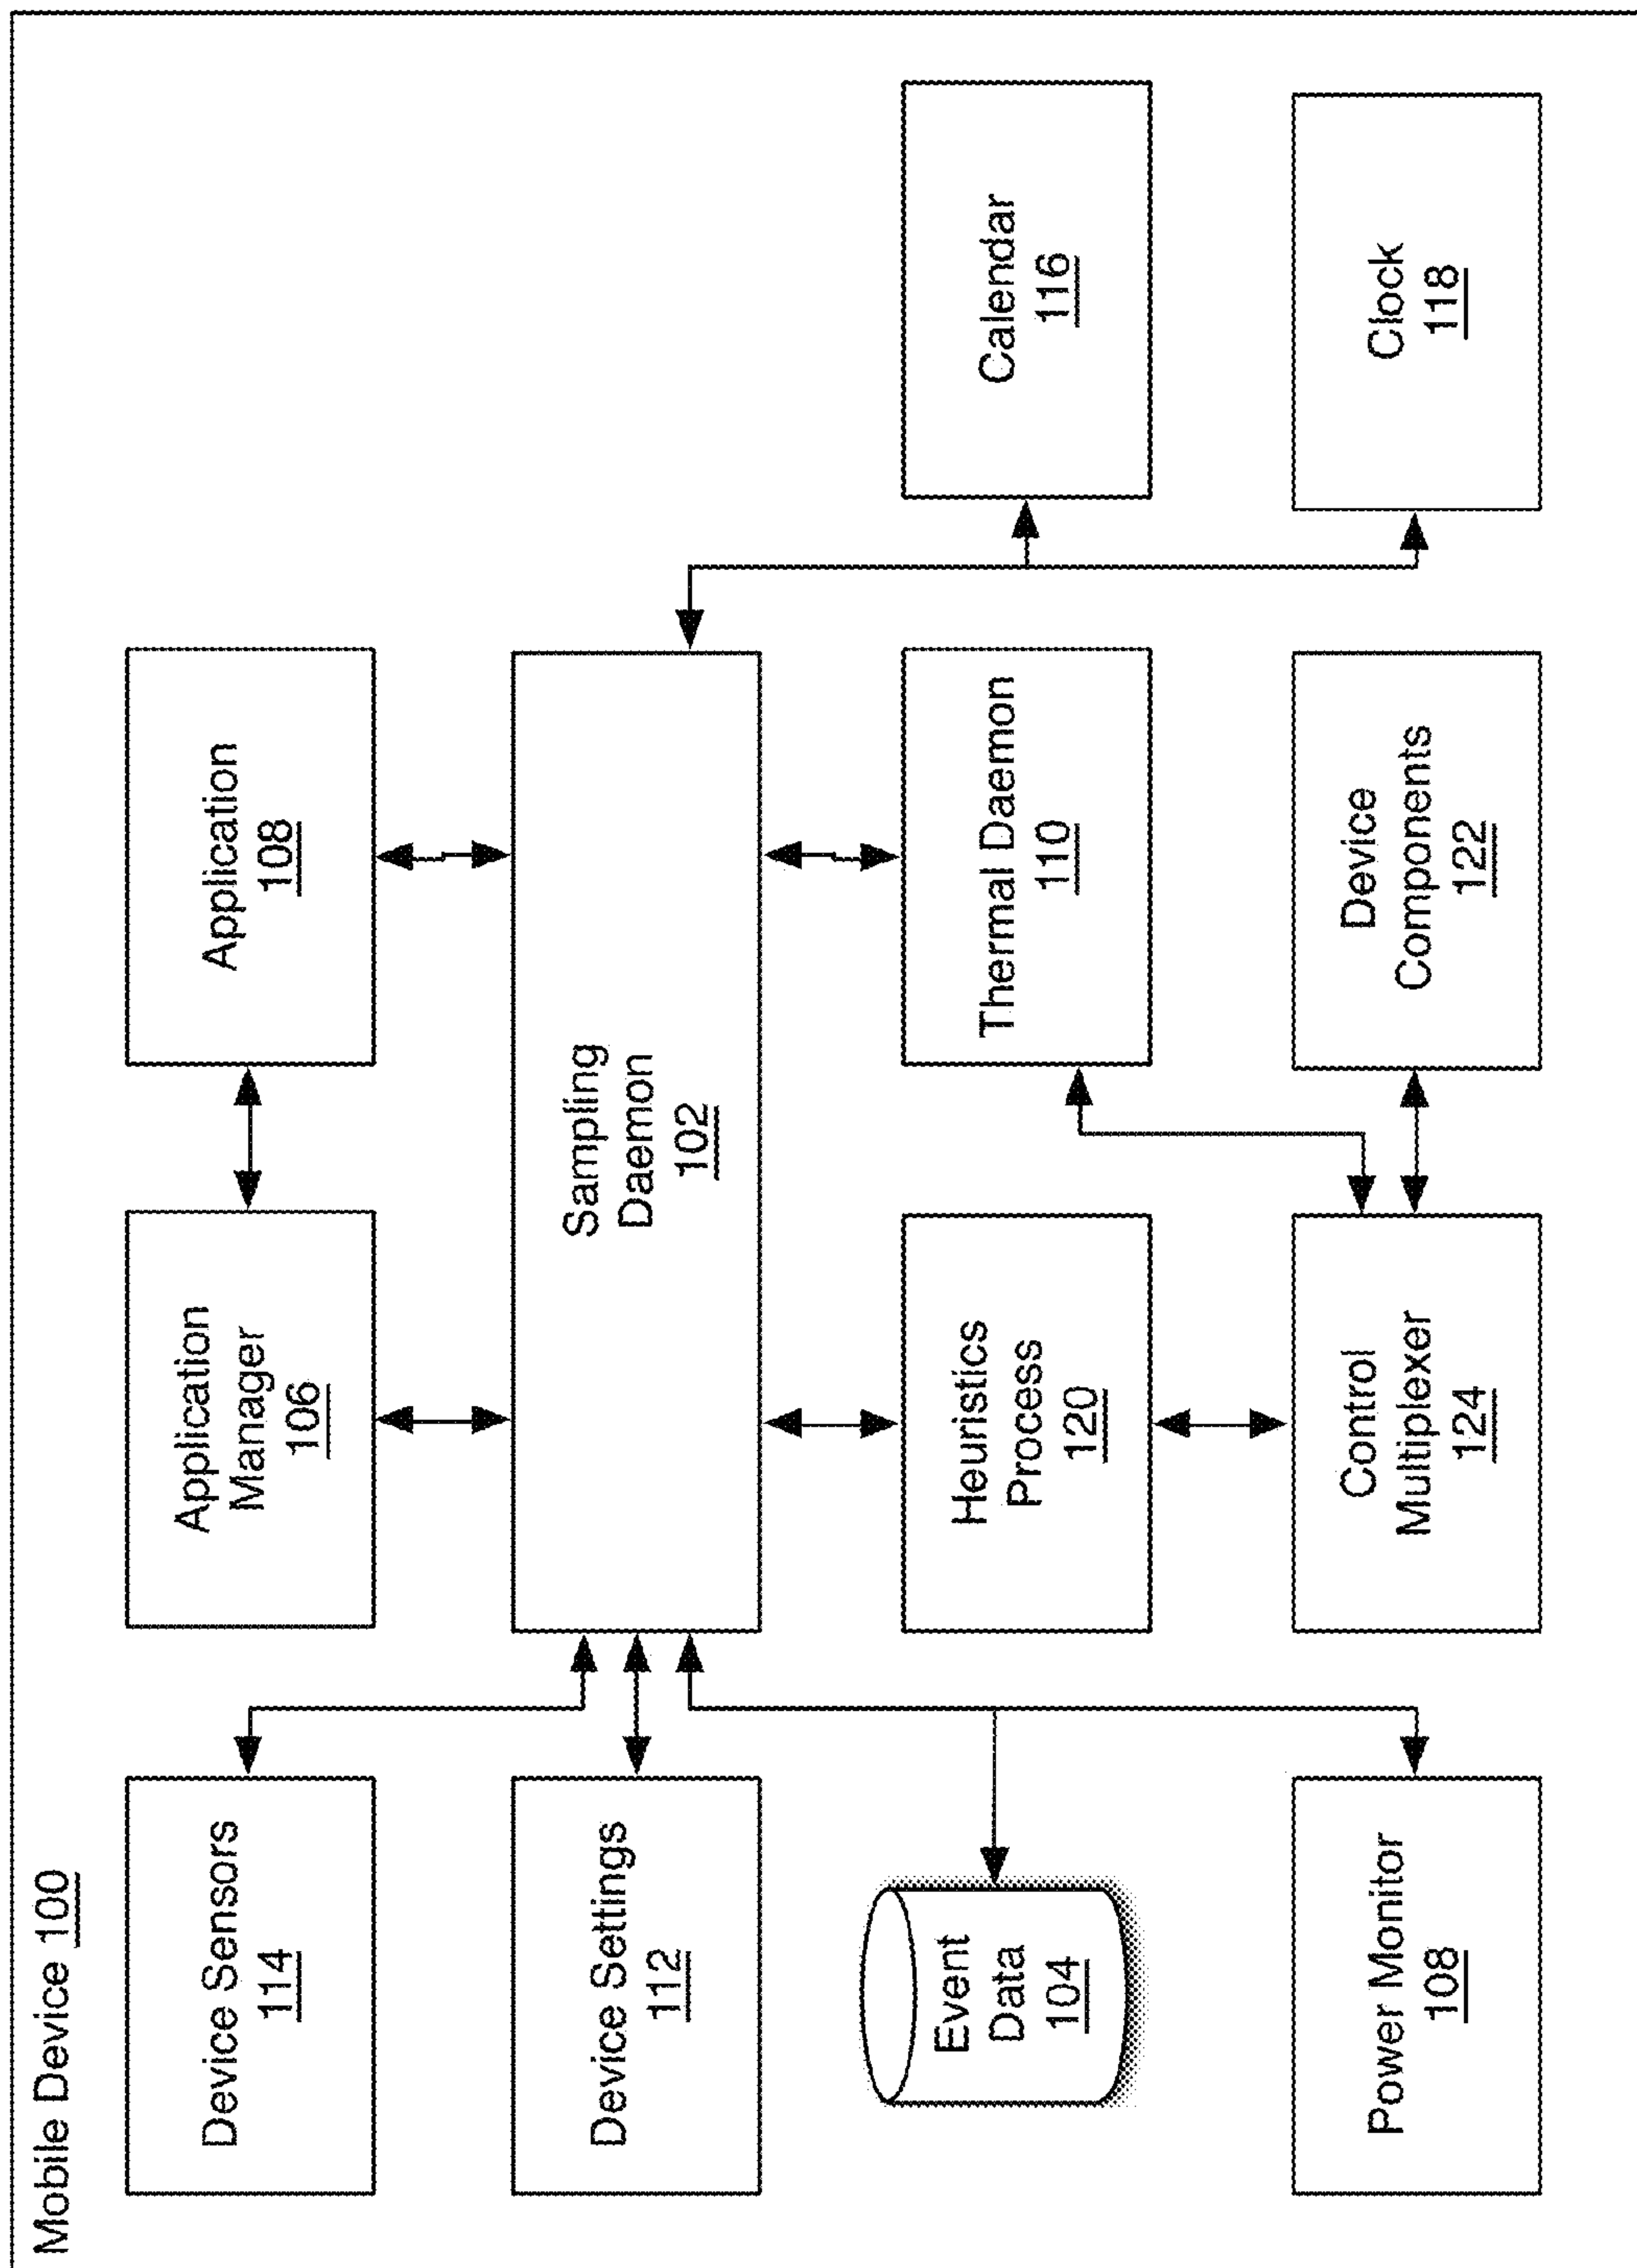 Mobile Device 100
Device Sensors
114
Application
Manager
106
Application
108
Device Settings
112
Sampling
Daemon
102
Event
Data
104
Heuristics
Process
120
Thermal Daemon
110
Calendar
116
Power Monitor
108
Control
Multiplexer
124
Device
Components
122
Clock
118